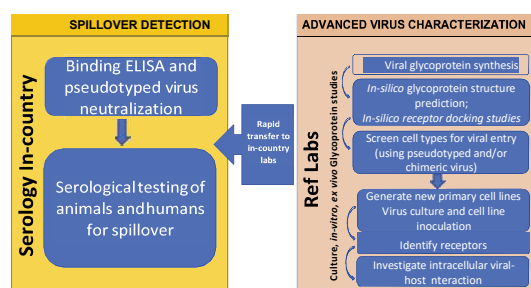 SPILLOVER DETECTION
Serology In-country
Binding ELISA and
pseudotyped virus
neutralization
Serological testing of
animals and humans
for spillover
Rapid
transfer to
in-country
labs
ADVANCED VIRUS CHARACTERIZATION
Ref Labs
Culture, in-vitro, ex vivo Glycoprotein studies
Viral glycoprotein synthesis
In-silico glycoprotein structure
prediction;
In-silico receptor docking studies
Screen cell types for viral entry
(using pseudotyped and/or
chimeric virus)
Generate new primary cell lines
Virus culture and cell line
inoculation
Identify receptors
Investigate intracellular viral-
host nteraction